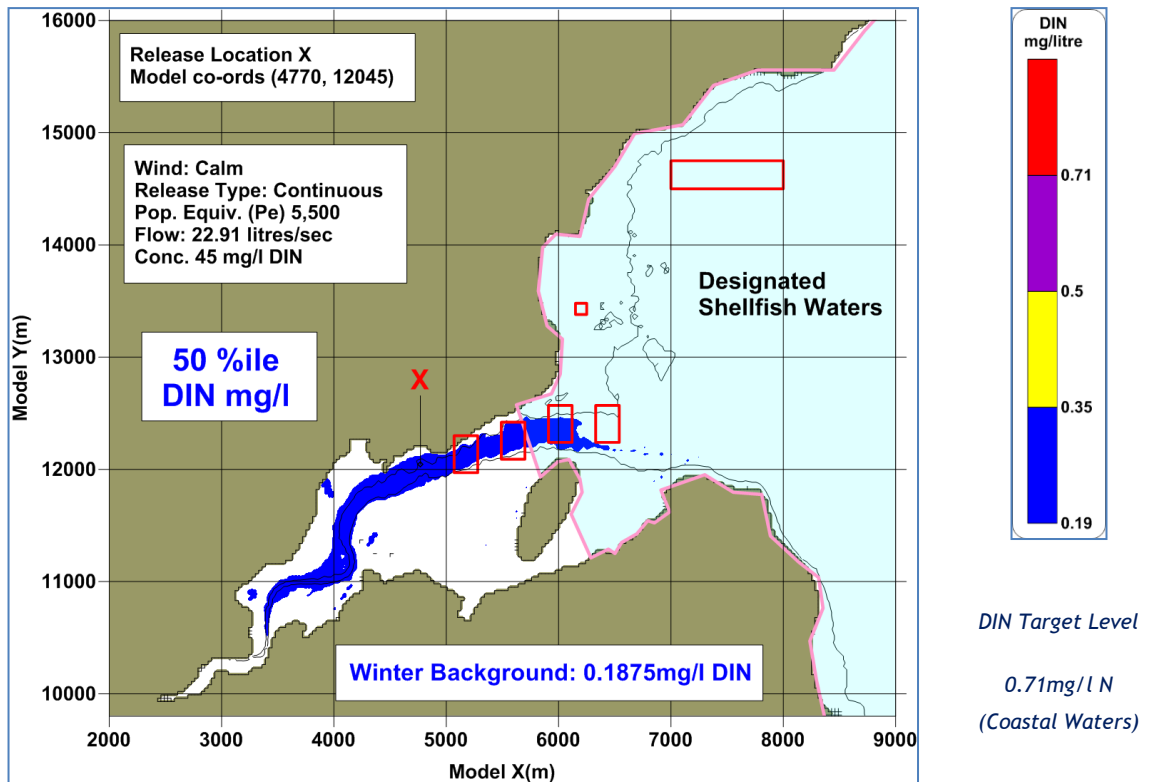 16000
15000
14000
13000
12000
11000
10000
Model Y(m)
2000
3000
4000
5000
6000
7000
8000
9000
Model X(m)
Release Location X
Model co-ords (4770, 12045)
Wind: Calm
Release Type: Continuous
Pop. Equiv. (Pe) 5,500
Flow: 22.91 litres/sec
Conc. 45 mg/l DIN
50 %ile
DIN mg/l
X
Designated
Shellfish Waters
Winter Background: 0.1875mg/l DIN
DIN
mg/litre
0.71
0.5
0.35
0.19
DIN Target Level
0.71mg/l N
(Coastal Waters)